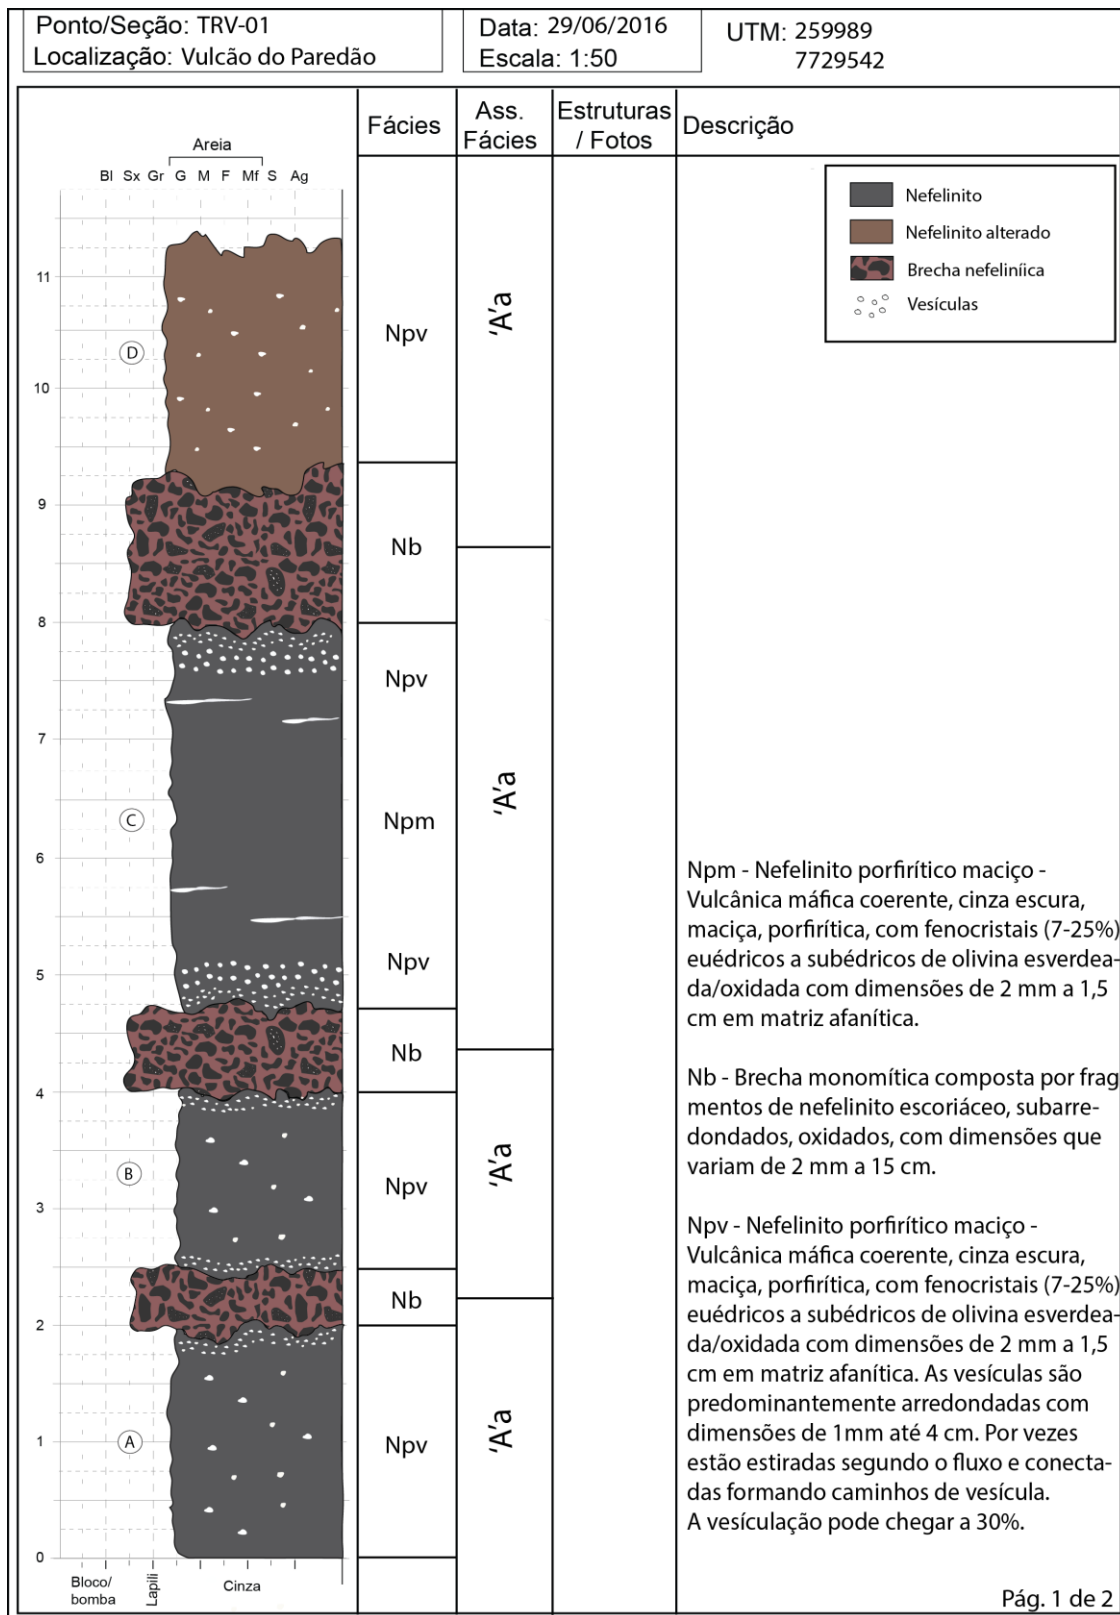 Ponto/Seção: TRV-01
Localização: Vulcão do Paredão
Data: 29/06/2016
Escala: 1:50
UTM: 259989
7729542
Fácies
Ass. Fácies
Estruturas / Fotos
Descrição
Areia
Bl Sx Gr G M F Mf S Ag
Nefelinito
Nefelinito alterado
Brecha nefeliniíca
Vesículas
11
10
9
8
7
6
5
4
3
2
1
0
D
C
B
A
Npv
Nb
Npv
Npm
Npv
Nb
Npv
Nb
Npv
'A'a
'A'a
'A'a
'A'a
Npm - Nefelinito porfirítico maciço -
Vulcânica máfica coerente, cinza escura,
maciça, porfirítica, com fenocristais (7-25%)
euédricos a subédricos de olivina esverdea-
da/oxidada com dimensões de 2 mm a 1,5
cm em matriz afanítica.
Nb - Brecha monomítica composta por frag
mentos de nefelinito escoriáceo, subarre-
dondados, oxidados, com dimensões que
variam de 2 mm a 15 cm.
Npv - Nefelinito porfirítico maciço -
Vulcânica máfica coerente, cinza escura,
maciça, porfirítica, com fenocristais (7-25%)
euédricos a subédricos de olivina esverdea-
da/oxidada com dimensões de 2 mm a 1,5
cm em matriz afanítica. As vesículas são
predominantemente arredondadas com
dimensões de 1mm até 4 cm. Por vezes
estão estiradas segundo o fluxo e conecta-
das formando caminhos de vesícula.
A vesículação pode chegar a 30%.
Bloco/
bomba
Lapili
Cinza
Pág. 1 de 2